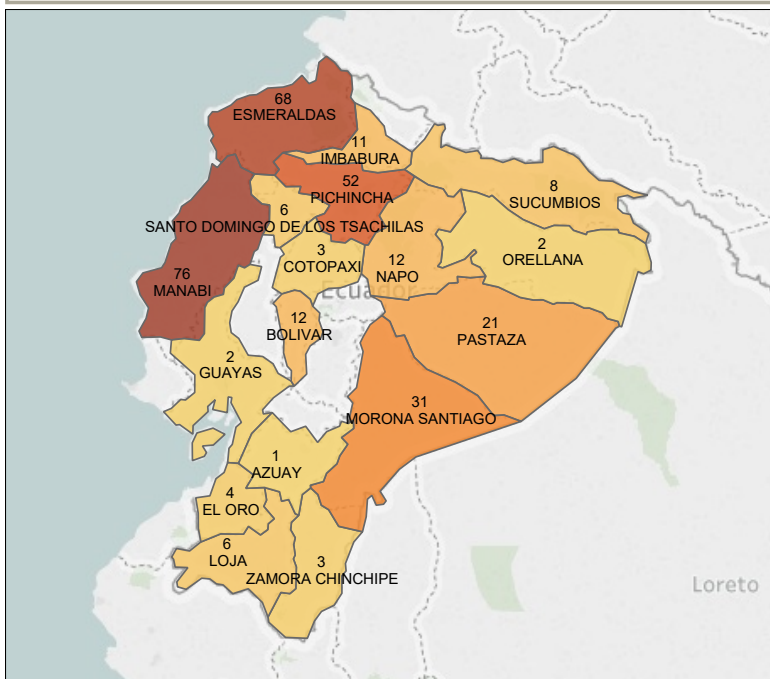 68
ESMERALDAS
11
IMBABURA
52
PICHINCHA
8
SUCUMBIOS
6
SANTO DOMINGO DE LOS TSACHILAS
2
ORELLANA
3
COTOPAXI
12
NAPO
76
MANABI
Ecuador
12
BOLIVAR
21
PASTAZA
2
GUAYAS
31
MORONA SANTIAGO
1
AZUAY
4
EL ORO
6
LOJA
3
ZAMORA CHINCHIPE
Loreto